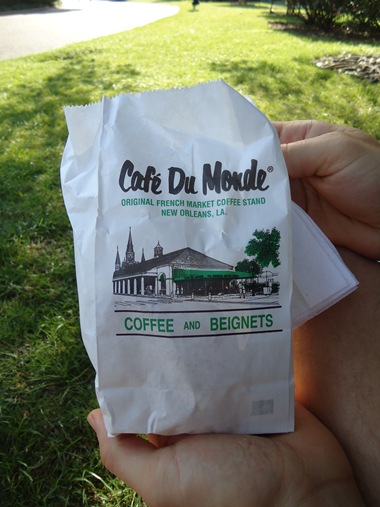 Café Du Monde®
ORIGINAL FRENCH MARKET COFFEE STAND
NEW ORLEANS, LA.
COFFEE AND BEIGNETS